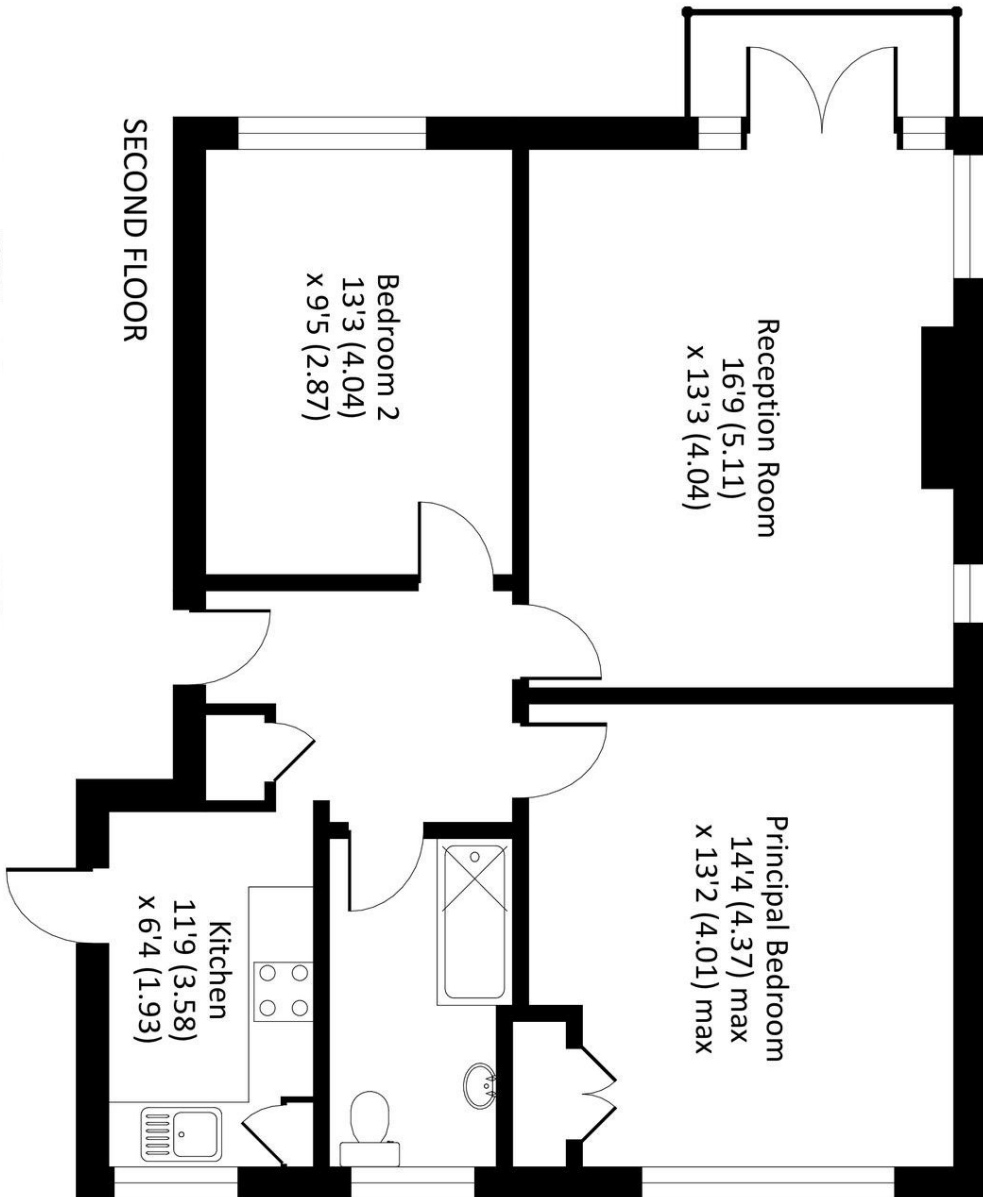 Reception Room
16'9 (5.11)
x 13'3 (4.04)
Principal Bedroom
14'4 (4.37) max
x 13'2 (4.01) max
Bedroom 2
13'3 (4.04)
x 9'5 (2.87)
Kitchen
11'9 (3.58)
x 6'4 (1.93)
SECOND FLOOR